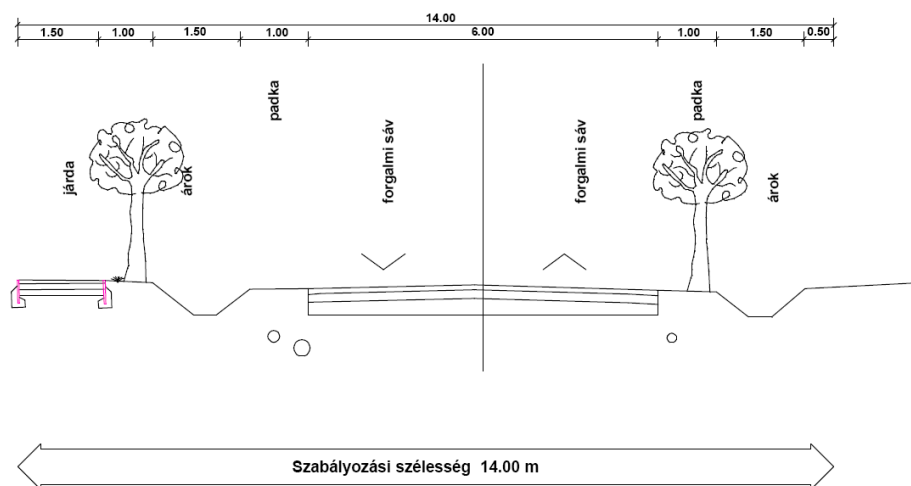 14.00
1.50 1.00 1.50 1.00 6.00 1.00 1.50 0.50
járda
árok
padka
forgalmi sáv
forgalmi sáv
padka
árok
Szabályozási szélesség 14.00 m